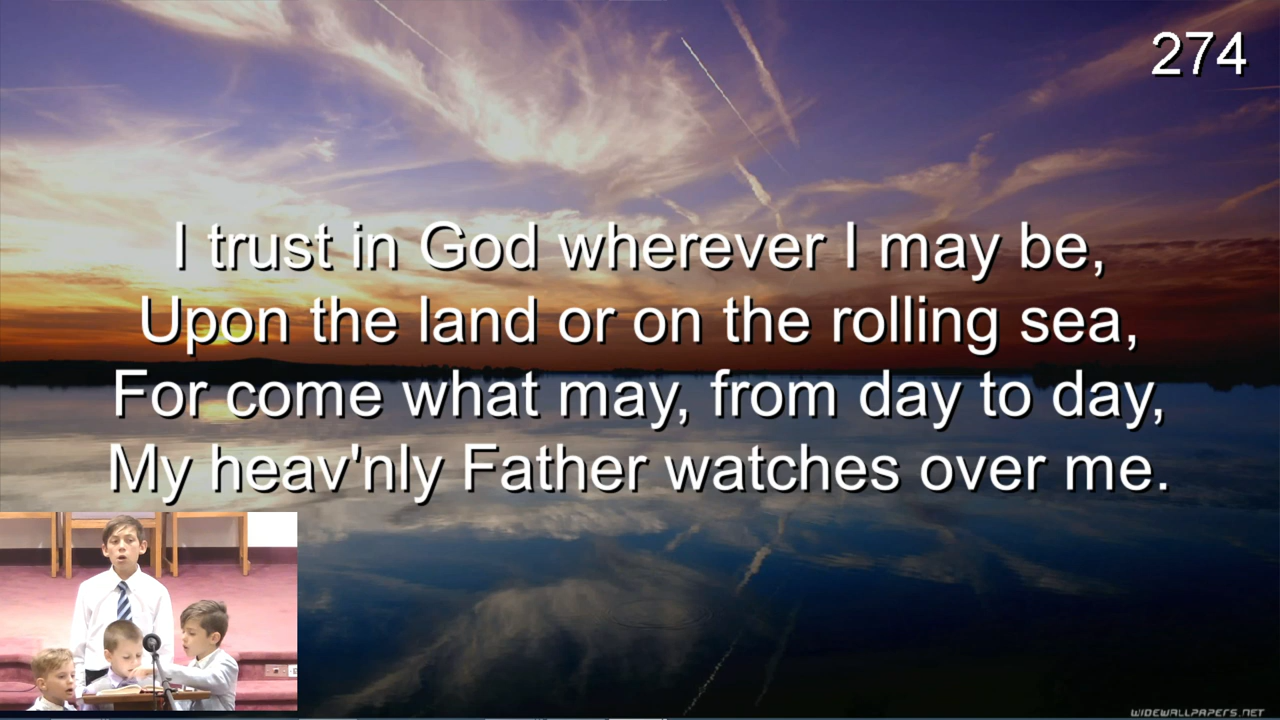 274
I trust in God wherever I may be,
Upon the land or on the rolling sea,
For come what may, from day to day,
My heav'nly Father watches over me.
WIDEWALLPAPERS.NET